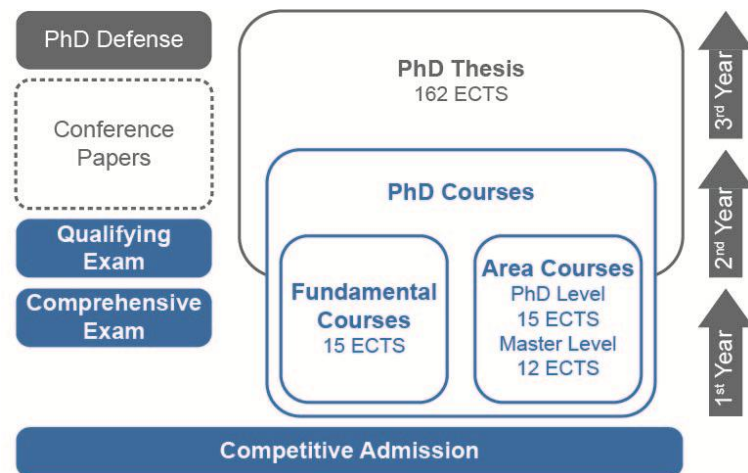 PhD Defense
Conference
Papers
Qualifying
Exam
Comprehensive
Exam
PhD Thesis
162 ECTS
PhD Courses
Fundamental
Courses
15 ECTS
Area Courses
PhD Level
15 ECTS
Master Level
12 ECTS
Competitive Admission
3rd Year
2nd Year
1st Year